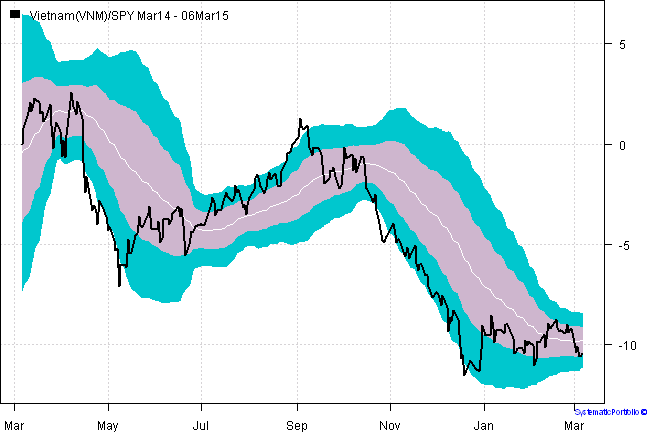 Vietnam(VNM)/SPY Mar14 - 06Mar15
5
0
-5
-10
Mar May Jul Sep Nov Jan Mar
SystematicPortfolio ©